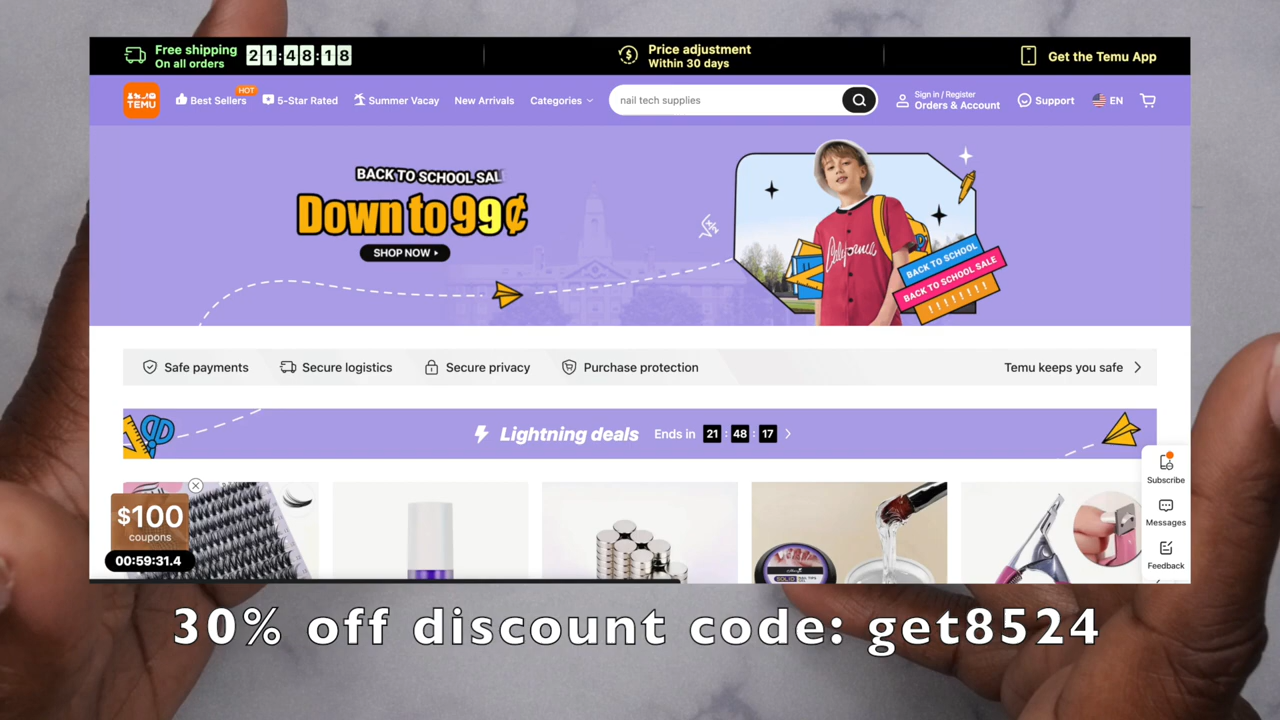 Free shipping
On all orders
21:48:18
Price adjustment
Within 30 days
Get the Temu App
TEMU
Best Sellers
HOT
5-Star Rated
Summer Vacay
New Arrivals
Categories
nail tech supplies
Sign in / Register
Orders & Account
Support
EN
BACK TO SCHOOL SAL
Down to 99¢
SHOP NOW
California
BACK TO SCHOOL
BACK TO SCHOOL SALE
!!!!!!!!
Safe payments
Secure logistics
Secure privacy
Purchase protection
Temu keeps you safe
Lightning deals
Ends in 21 : 48 : 17
Subscribe
Messages
Feedback
$100
coupons
00:59:31.4
30% off discount code: get8524